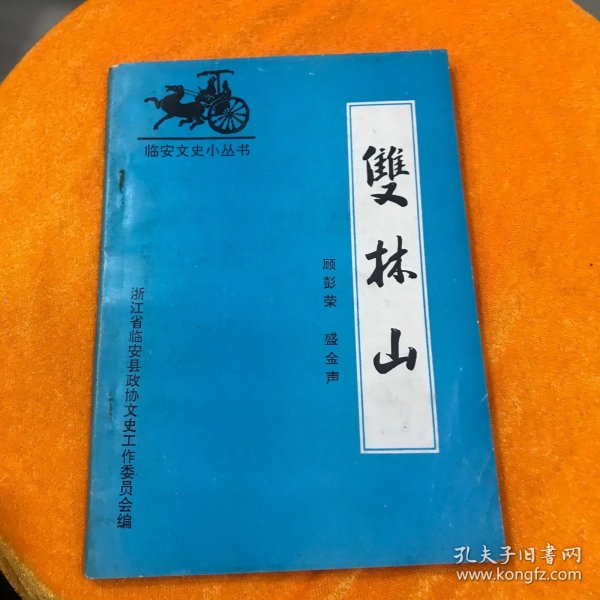 临安文史小丛书
雙林山
顾彭荣 盛金声
浙江省临安县政协文史工作委员会编
孔夫子旧书网
www.kongfz.com